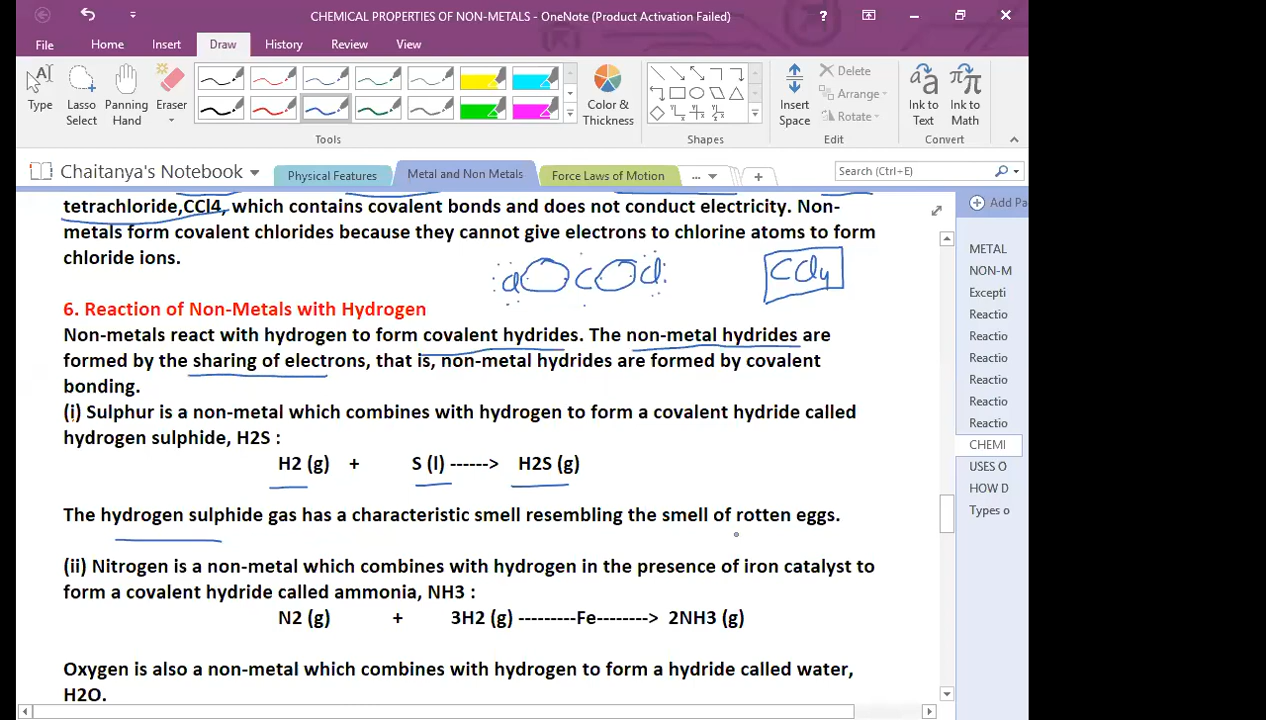 CHEMICAL PROPERTIES OF NON-METALS - OneNote (Product Activation Failed)
?
File Home Insert Draw History Review View
Type
Lasso Select
Panning Hand
Eraser
Color & Thickness
Insert Space
Delete
Arrange
Rotate
Ink to Text
Ink to Math
Tools
Shapes
Edit
Convert
Chaitanya's Notebook
Physical Features
Metal and Non Metals
Force Laws of Motion
...
Search (Ctrl+E)
Add Pa
METAL
NON-M
Excepti
Reactio
Reactio
Reactio
Reactio
Reactio
Reactio
CHEMI
USES O
HOW D
Types o
tetrachloride,CCl4, which contains covalent bonds and does not conduct electricity. Non-
metals form covalent chlorides because they cannot give electrons to chlorine atoms to form
chloride ions.
Cl C Cl
CCl4
6. Reaction of Non-Metals with Hydrogen
Non-metals react with hydrogen to form covalent hydrides. The non-metal hydrides are
formed by the sharing of electrons, that is, non-metal hydrides are formed by covalent
bonding.
(i) Sulphur is a non-metal which combines with hydrogen to form a covalent hydride called
hydrogen sulphide, H2S :
H2 (g) + S (l) ------> H2S (g)
The hydrogen sulphide gas has a characteristic smell resembling the smell of rotten eggs.
(ii) Nitrogen is a non-metal which combines with hydrogen in the presence of iron catalyst to
form a covalent hydride called ammonia, NH3 :
N2 (g) + 3H2 (g) ---------Fe--------> 2NH3 (g)
Oxygen is also a non-metal which combines with hydrogen to form a hydride called water,
H2O.